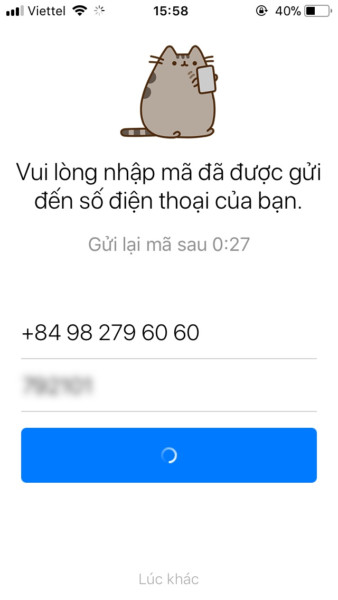 Viettel 15:58 40%
Vui lòng nhập mã đã được gửi
đến số điện thoại của bạn.
Gửi lại mã sau 0:27
+84 98 279 60 60
Lúc khác